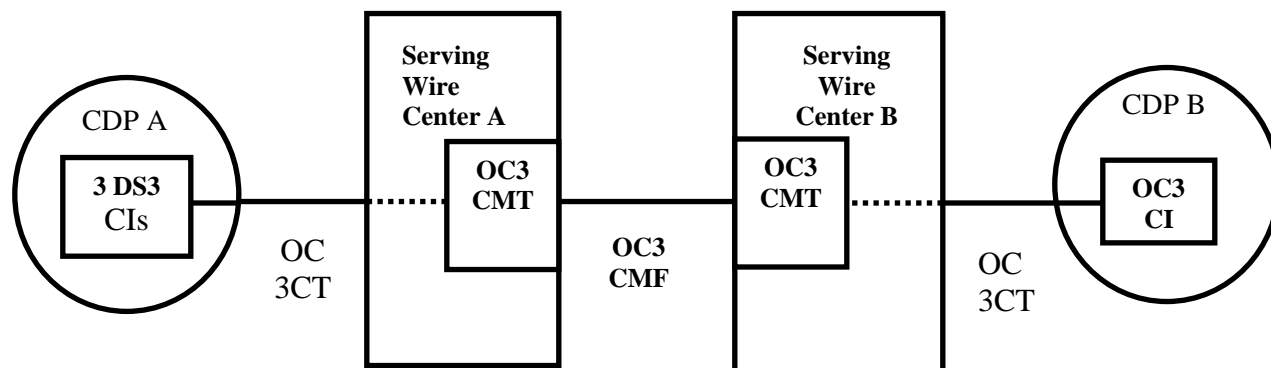 CDP A
3 DS3
CIs
OC
3CT
Serving
Wire
Center A
OC3
CMT
OC3
CMF
Serving
Wire
Center B
OC3
CMT
OC
3CT
CDP B
OC3
CI